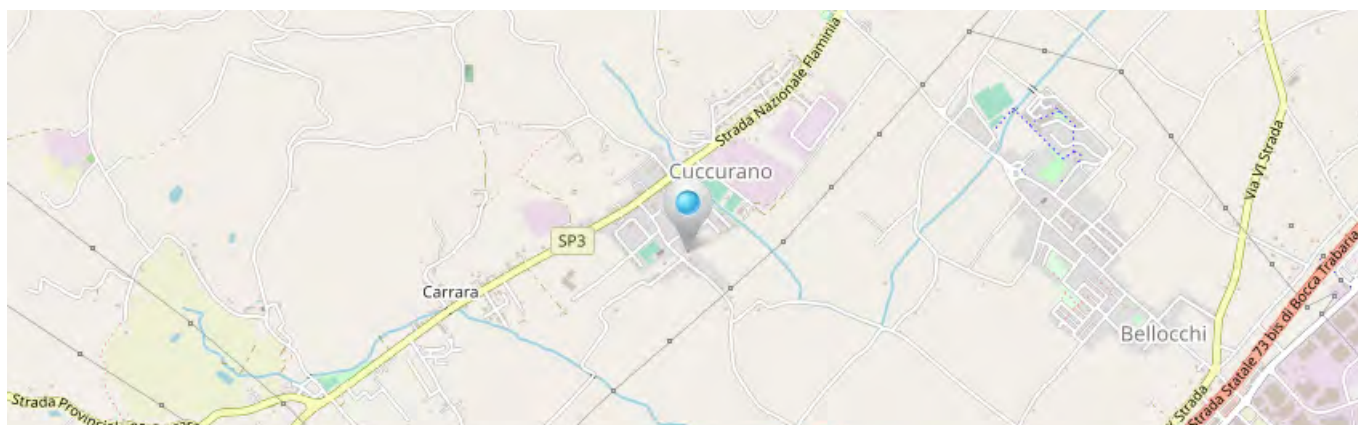 Strada Nazionale Flaminia
Cuccurano
Via VI Strada
SP3
Carrara
Bellocchi
Strada Statale 73 bis di Bocca Trabaria
Strada
Strada